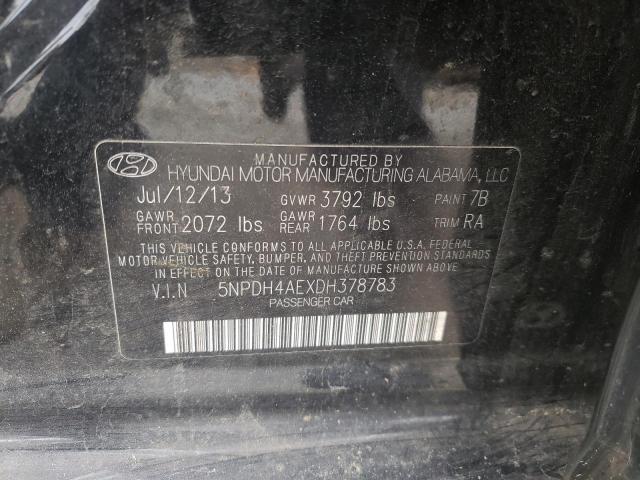 MANUFACTURED BY
HYUNDAI MOTOR MANUFACTURING ALABAMA, LLC
Jul/12/13 GVWR 3792 lbs PAINT 7B
GAWR FRONT 2072 lbs GAWR REAR 1764 lbs TRIM RA
THIS VEHICLE CONFORMS TO ALL APPLICABLE U.S.A. FEDERAL
MOTOR VEHICLE SAFETY, BUMPER, AND THEFT PREVENTION STANDARDS
IN EFFECT ON THE DATE OF MANUFACTURE SHOWN ABOVE.
V.I.N 5NPDH4AEXDH378783
PASSENGER CAR